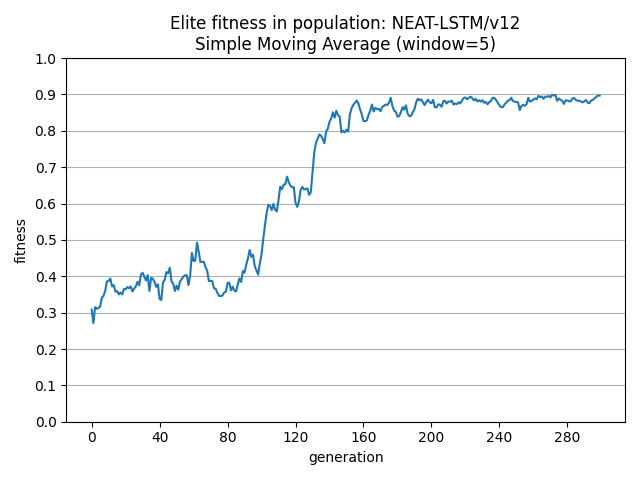 Elite fitness in population: NEAT-LSTM/v12
Simple Moving Average (window=5)
1.0
0.9
0.8
0.7
0.6
0.5
0.4
0.3
0.2
0.1
0.0
fitness
0 40 80 120 160 200 240 280
generation